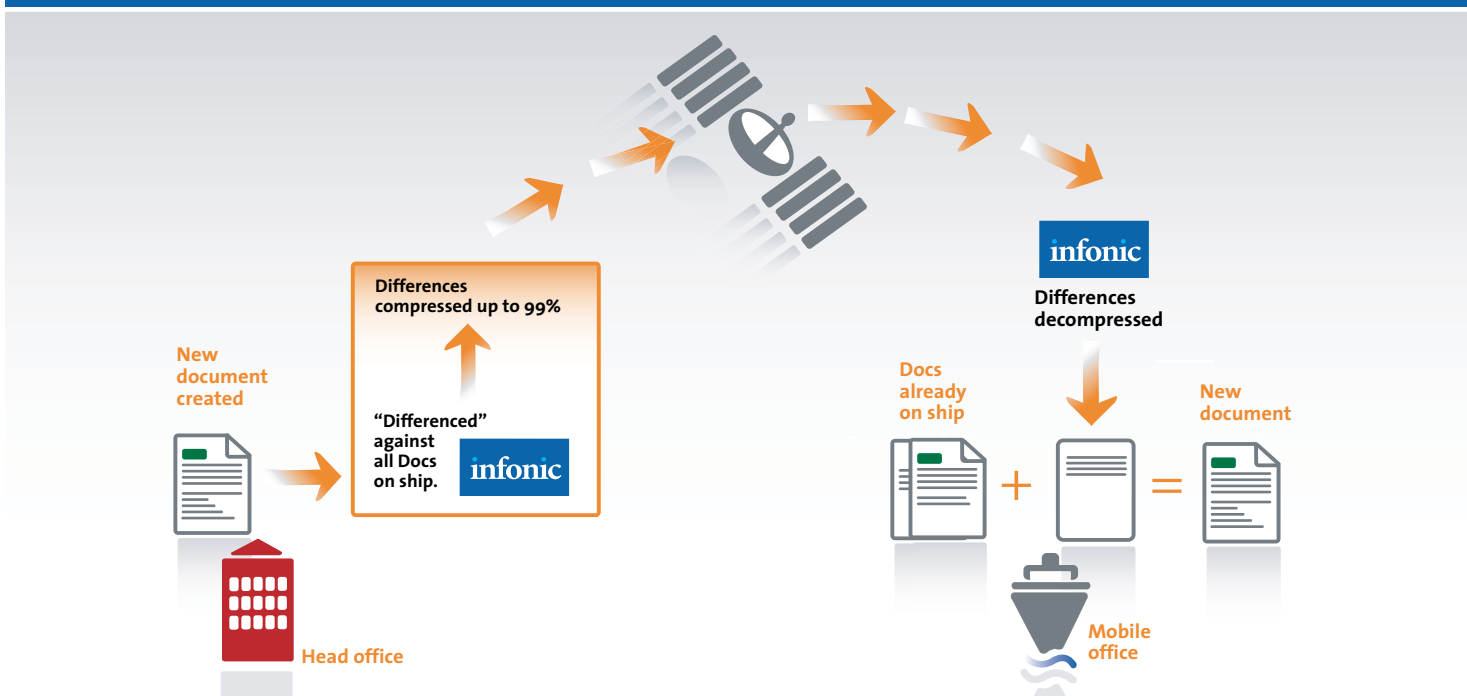 New
document
created
Differences
compressed up to 99%
“Differenced”
against
all Docs
on ship.
infonic
Head office
infonic
Differences
decompressed
Docs
already
on ship
New
document
Mobile
office